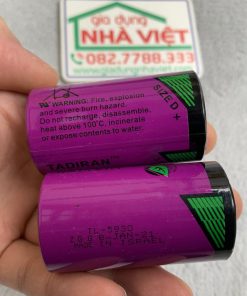 gia dụng
NHÀ VIỆT
082.7788.333
WARNING: Fire, explosion
and severe burn hazard.
Do not recharge, disassemble,
heat above 100°C, incinerate
or expose contents to water.
SIZE D +
TADIRAN
TL-5930
MADE IN ISRAEL